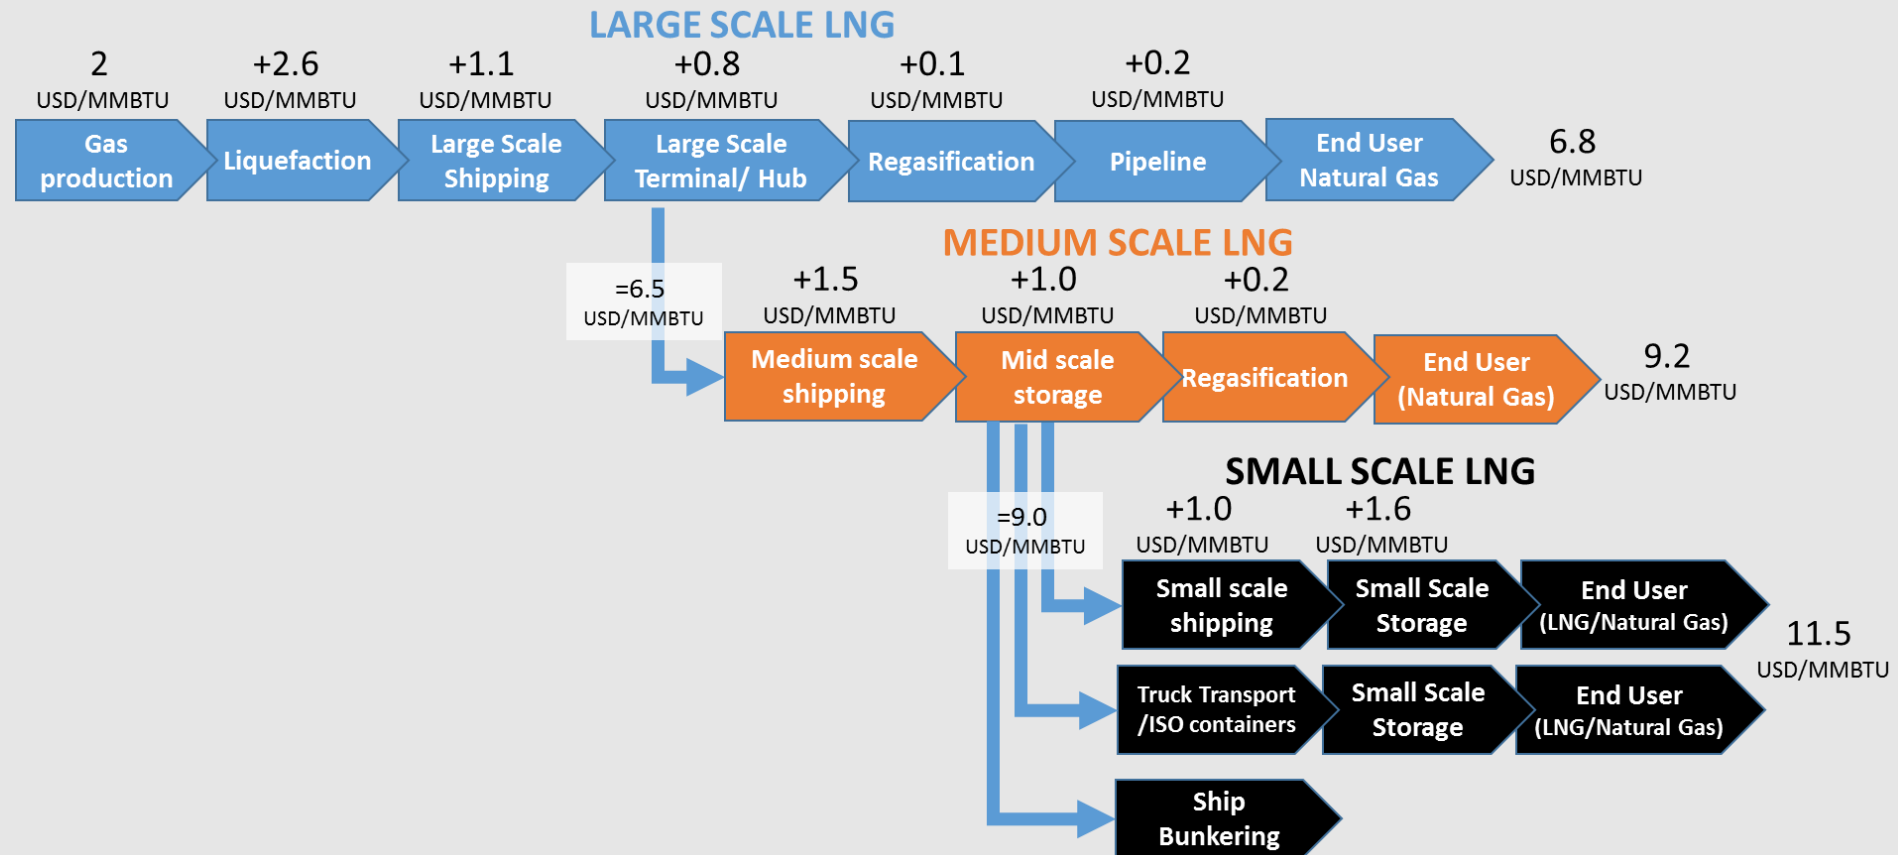 LARGE SCALE LNG
2
USD/MMBTU
+2.6
USD/MMBTU
+1.1
USD/MMBTU
+0.8
USD/MMBTU
+0.1
USD/MMBTU
+0.2
USD/MMBTU
Gas
production
Liquefaction
Large Scale
Shipping
Large Scale
Terminal/ Hub
Regasification
Pipeline
End User
Natural Gas
6.8
USD/MMBTU
=6.5
USD/MMBTU
MEDIUM SCALE LNG
+1.5
USD/MMBTU
+1.0
USD/MMBTU
+0.2
USD/MMBTU
Medium scale
shipping
Mid scale
storage
Regasification
End User
(Natural Gas)
9.2
USD/MMBTU
=9.0
USD/MMBTU
SMALL SCALE LNG
+1.0
USD/MMBTU
+1.6
USD/MMBTU
Small scale
shipping
Small Scale
Storage
End User
(LNG/Natural Gas)
11.5
USD/MMBTU
Truck Transport
/ISO containers
Small Scale
Storage
End User
(LNG/Natural Gas)
Ship
Bunkering